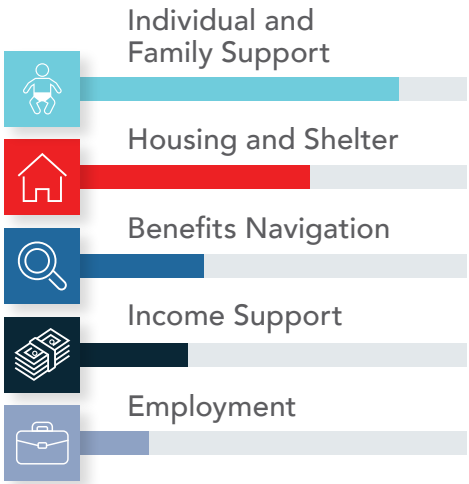 Individual and
Family Support
Housing and Shelter
Benefits Navigation
Income Support
Employment